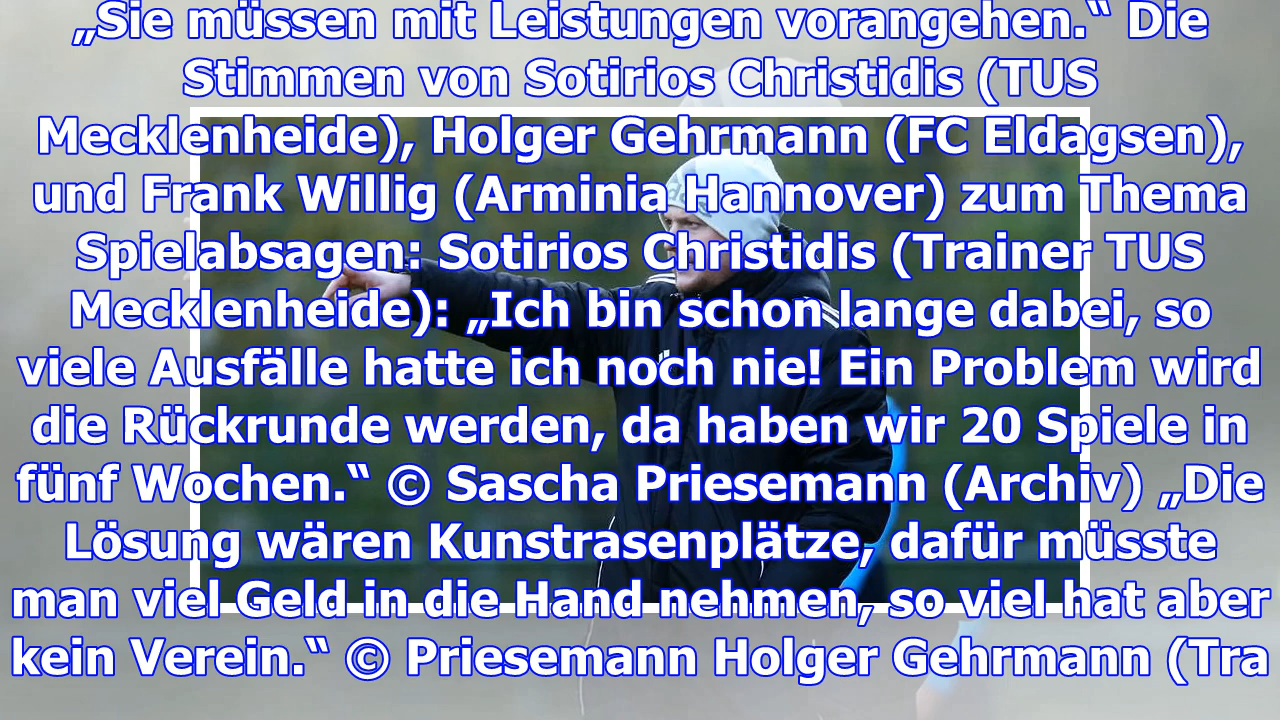 „Sie müssen mit Leistungen vorangehen.“ Die
Stimmen von Sotirios Christidis (TUS
Mecklenheide), Holger Gehrmann (FC Eldagsen),
und Frank Willig (Arminia Hannover) zum Thema
Spielabsagen: Sotirios Christidis (Trainer TUS
Mecklenheide): „Ich bin schon lange dabei, so
viele Ausfälle hatte ich noch nie! Ein Problem wird
die Rückrunde werden, da haben wir 20 Spiele in
fünf Wochen.“ © Sascha Priesemann (Archiv) „Die
Lösung wären Kunstrasenplätze, dafür müsste
man viel Geld in die Hand nehmen, so viel hat aber
kein Verein.“ © Priesemann Holger Gehrmann (Tra